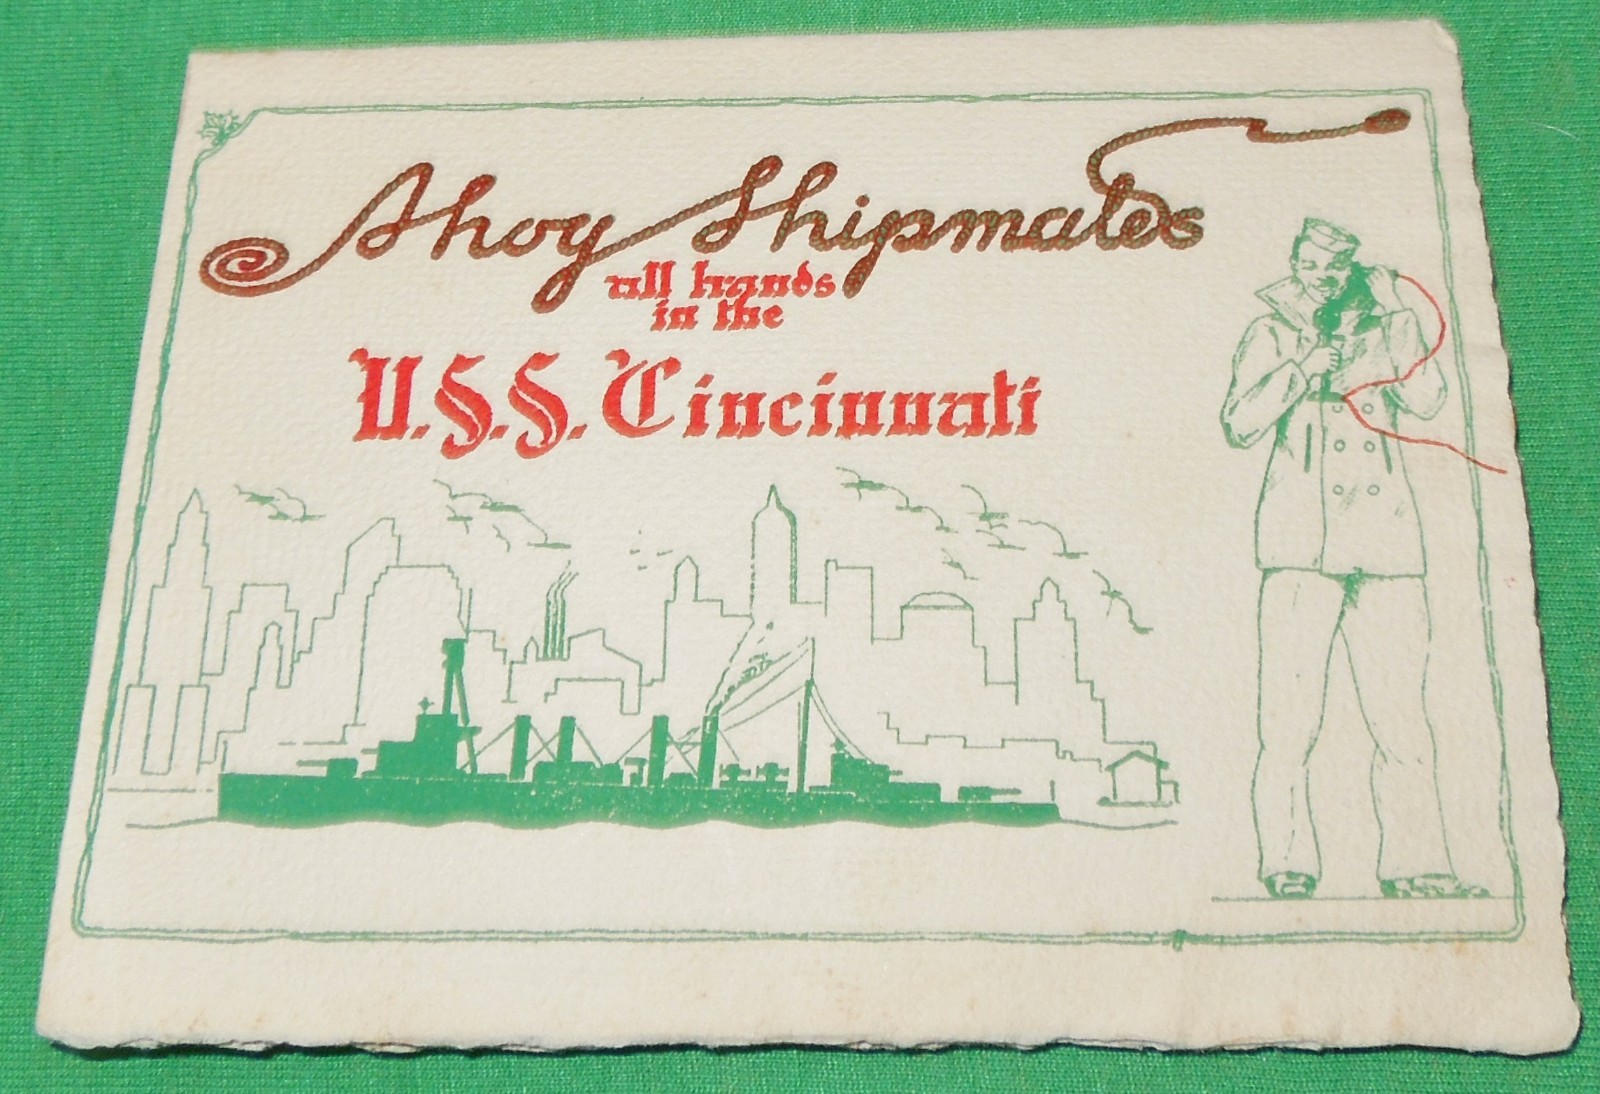 Ahoy Shipmates
all hands
in the
U.S.S. Cincinnati